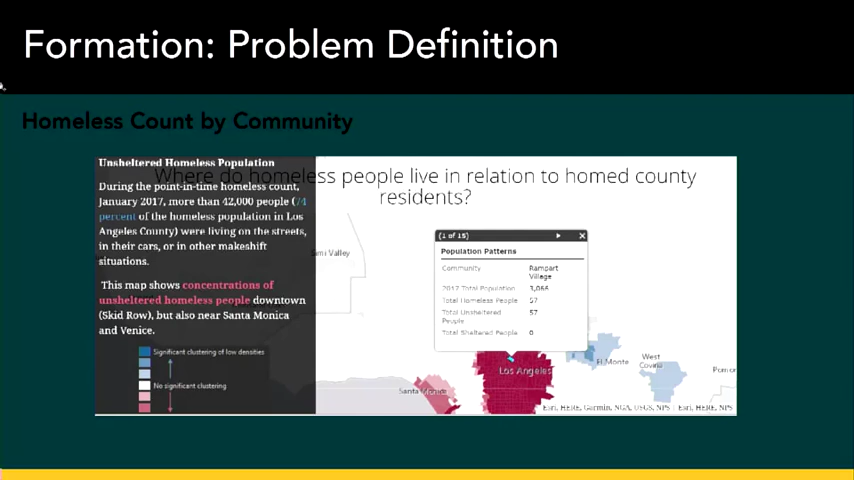 Formation: Problem Definition
Homeless Count by Community
Where do homeless people live in relation to homed county
residents?
Unsheltered Homeless Population
During the point-in-time homeless count,
January 2017, more than 42,000 people (74
percent of the homeless population in Los
Angeles County) were living on the streets,
in their cars, or in other makeshift
situations.
This map shows concentrations of
unsheltered homeless people downtown
(Skid Row), but also near Santa Monica
and Venice.
Significant clustering of low densities
No significant clustering
Simi Valley
(1 of 15)
Population Patterns
Community Rampart
Village
2017 Total Population 3,066
Total Homeless People 57
Total Unsheltered 57
People
Total Sheltered People 0
El Monte
West
Covina
Los Angeles
Pomon
Santa Monica
Esri, HERE, Garmin, NGA, USGS, NPS | Esri, HERE, NPS